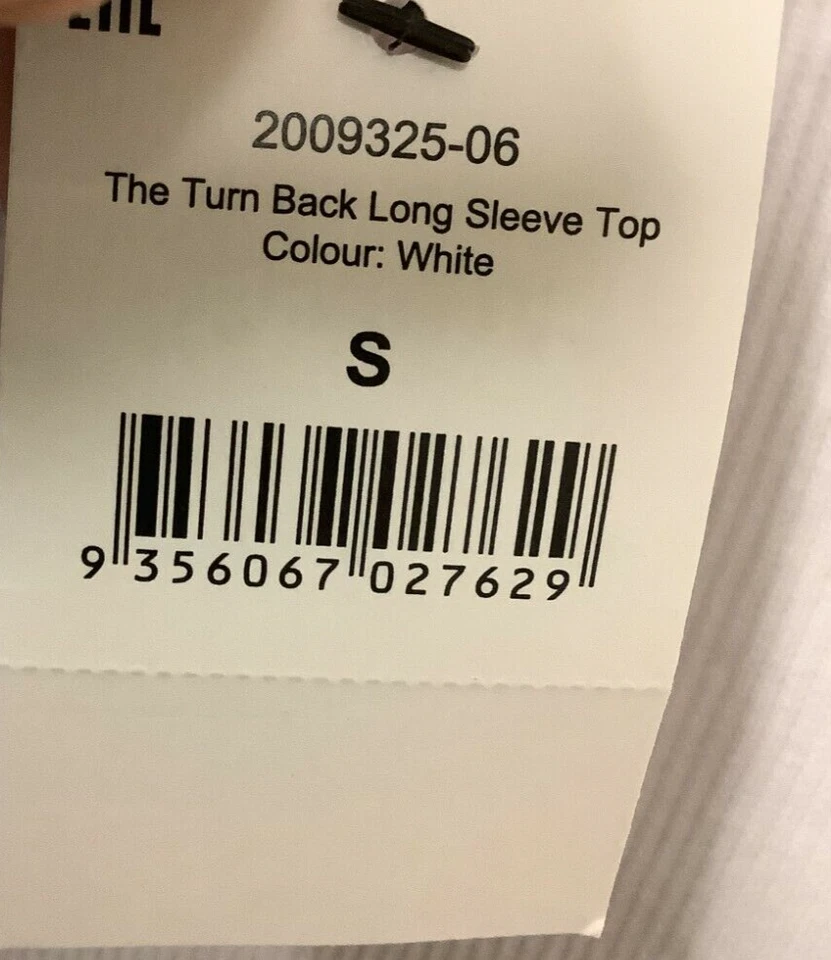 2009325-06
The Turn Back Long Sleeve Top
Colour: White
S
9 356067 027629